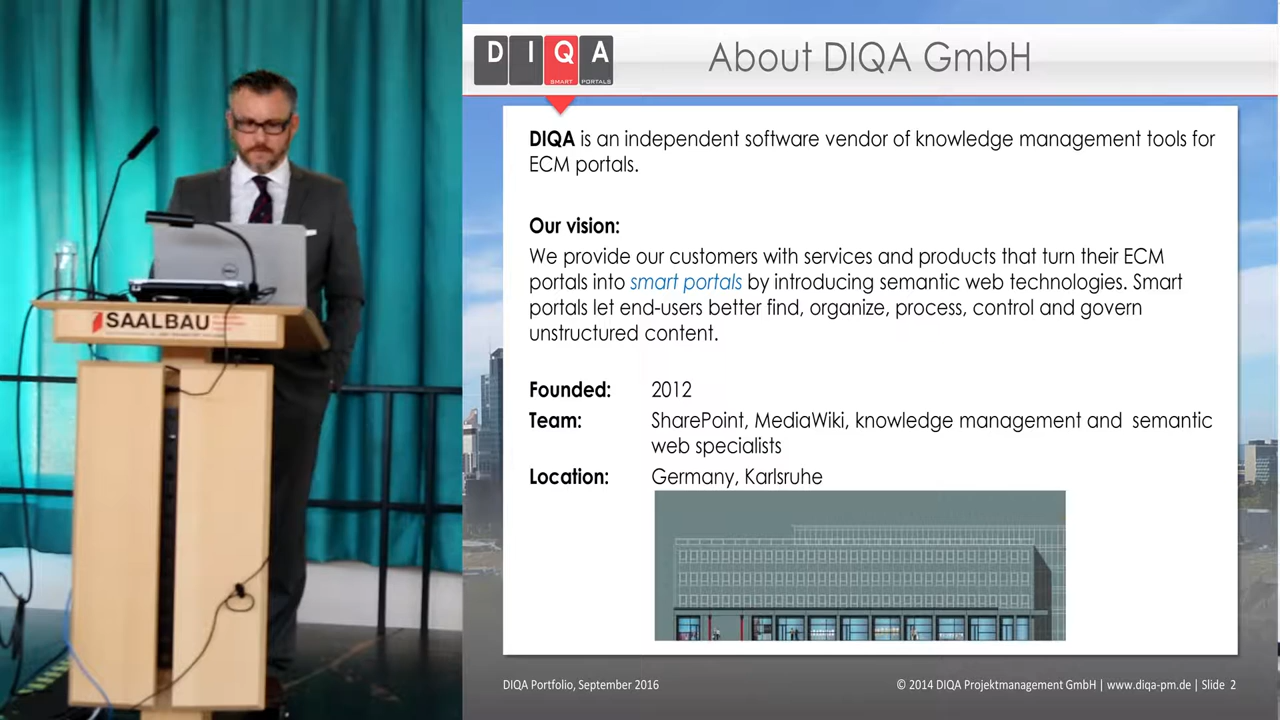 D I Q A
SMART PORTALS
About DIQA GmbH
DIQA is an independent software vendor of knowledge management tools for
ECM portals.
Our vision:
We provide our customers with services and products that turn their ECM
portals into smart portals by introducing semantic web technologies. Smart
portals let end-users better find, organize, process, control and govern
unstructured content.
Founded: 2012
Team: SharePoint, MediaWiki, knowledge management and semantic
web specialists
Location: Germany, Karlsruhe
DIQA Portfolio, September 2016
© 2014 DIQA Projektmanagement GmbH | www.diqa-pm.de | Slide 2
DELL
SAALBAU